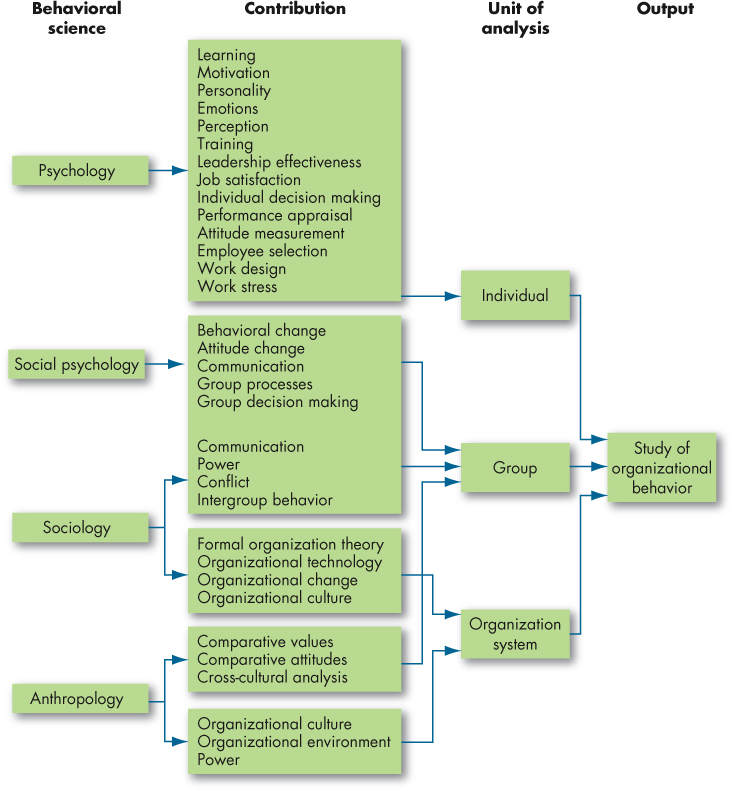 Behavioral
science
Contribution
Unit of
analysis
Output
Psychology
Learning
Motivation
Personality
Emotions
Perception
Training
Leadership effectiveness
Job satisfaction
Individual decision making
Performance appraisal
Attitude measurement
Employee selection
Work design
Work stress
Individual
Social psychology
Behavioral change
Attitude change
Communication
Group processes
Group decision making
Communication
Power
Conflict
Intergroup behavior
Group
Study of
organizational
behavior
Sociology
Formal organization theory
Organizational technology
Organizational change
Organizational culture
Organization
system
Anthropology
Comparative values
Comparative attitudes
Cross-cultural analysis
Organizational culture
Organizational environment
Power